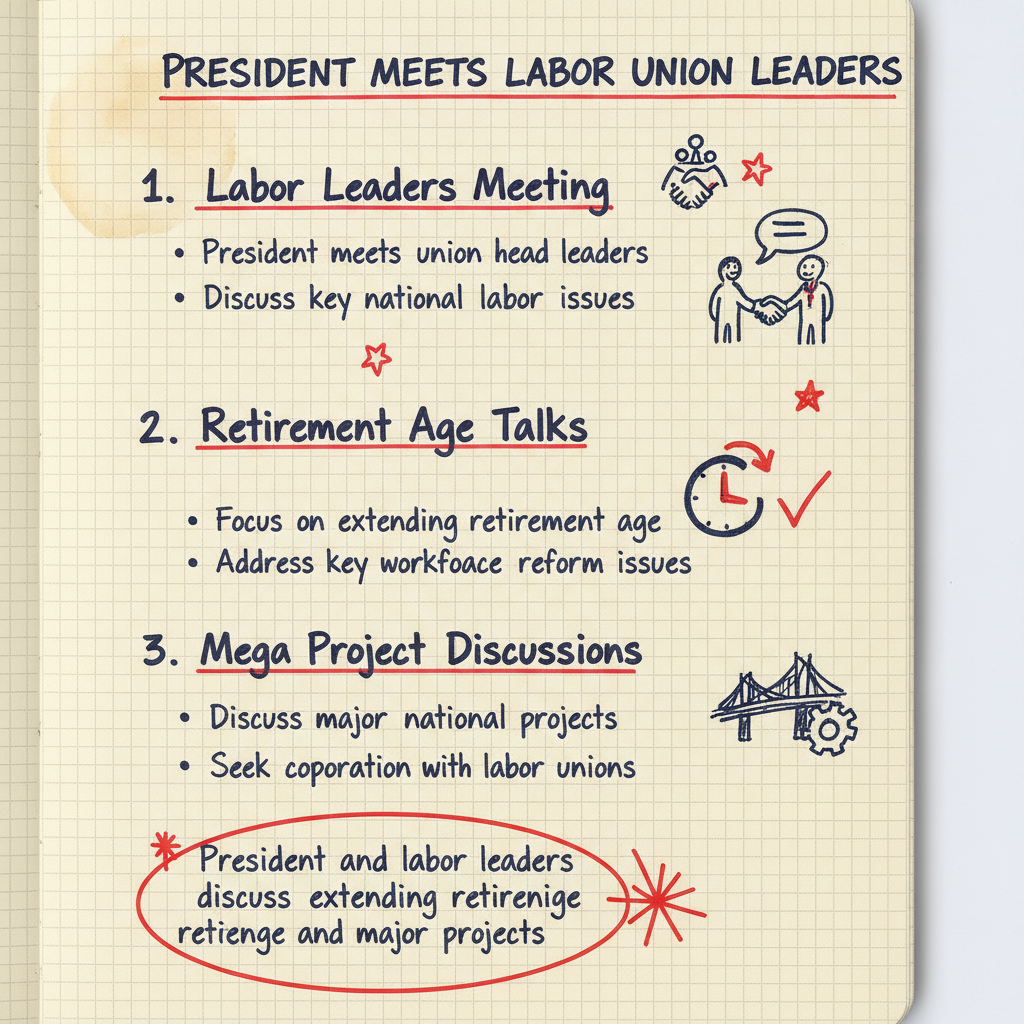 PRESIDENT MEETS LABOR UNION LEADERS
1. Labor Leaders Meeting
• President meets union head leaders
• Discuss key national labor issues
2. Retirement Age Talks
• Focus on extending retirement age
• Address key workfoace reform issues
3. Mega Project Discussions
• Discuss major national projects
• Seek coporation with labor unions
President and labor leaders
discuss extending retirenige
retienge and major projects